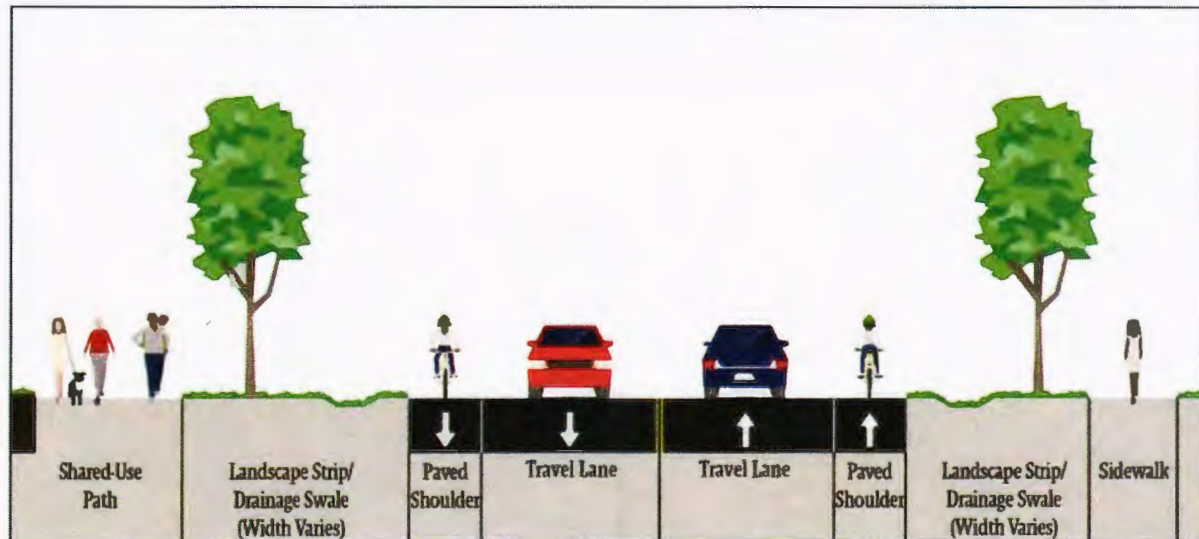 Shared-Use
Path
Landscape Strip/
Drainage Swale
(Width Varies)
Paved
Shoulder
Travel Lane
Travel Lane
Paved
Shoulder
Landscape Strip/
Drainage Swale
(Width Varies)
Sidewalk